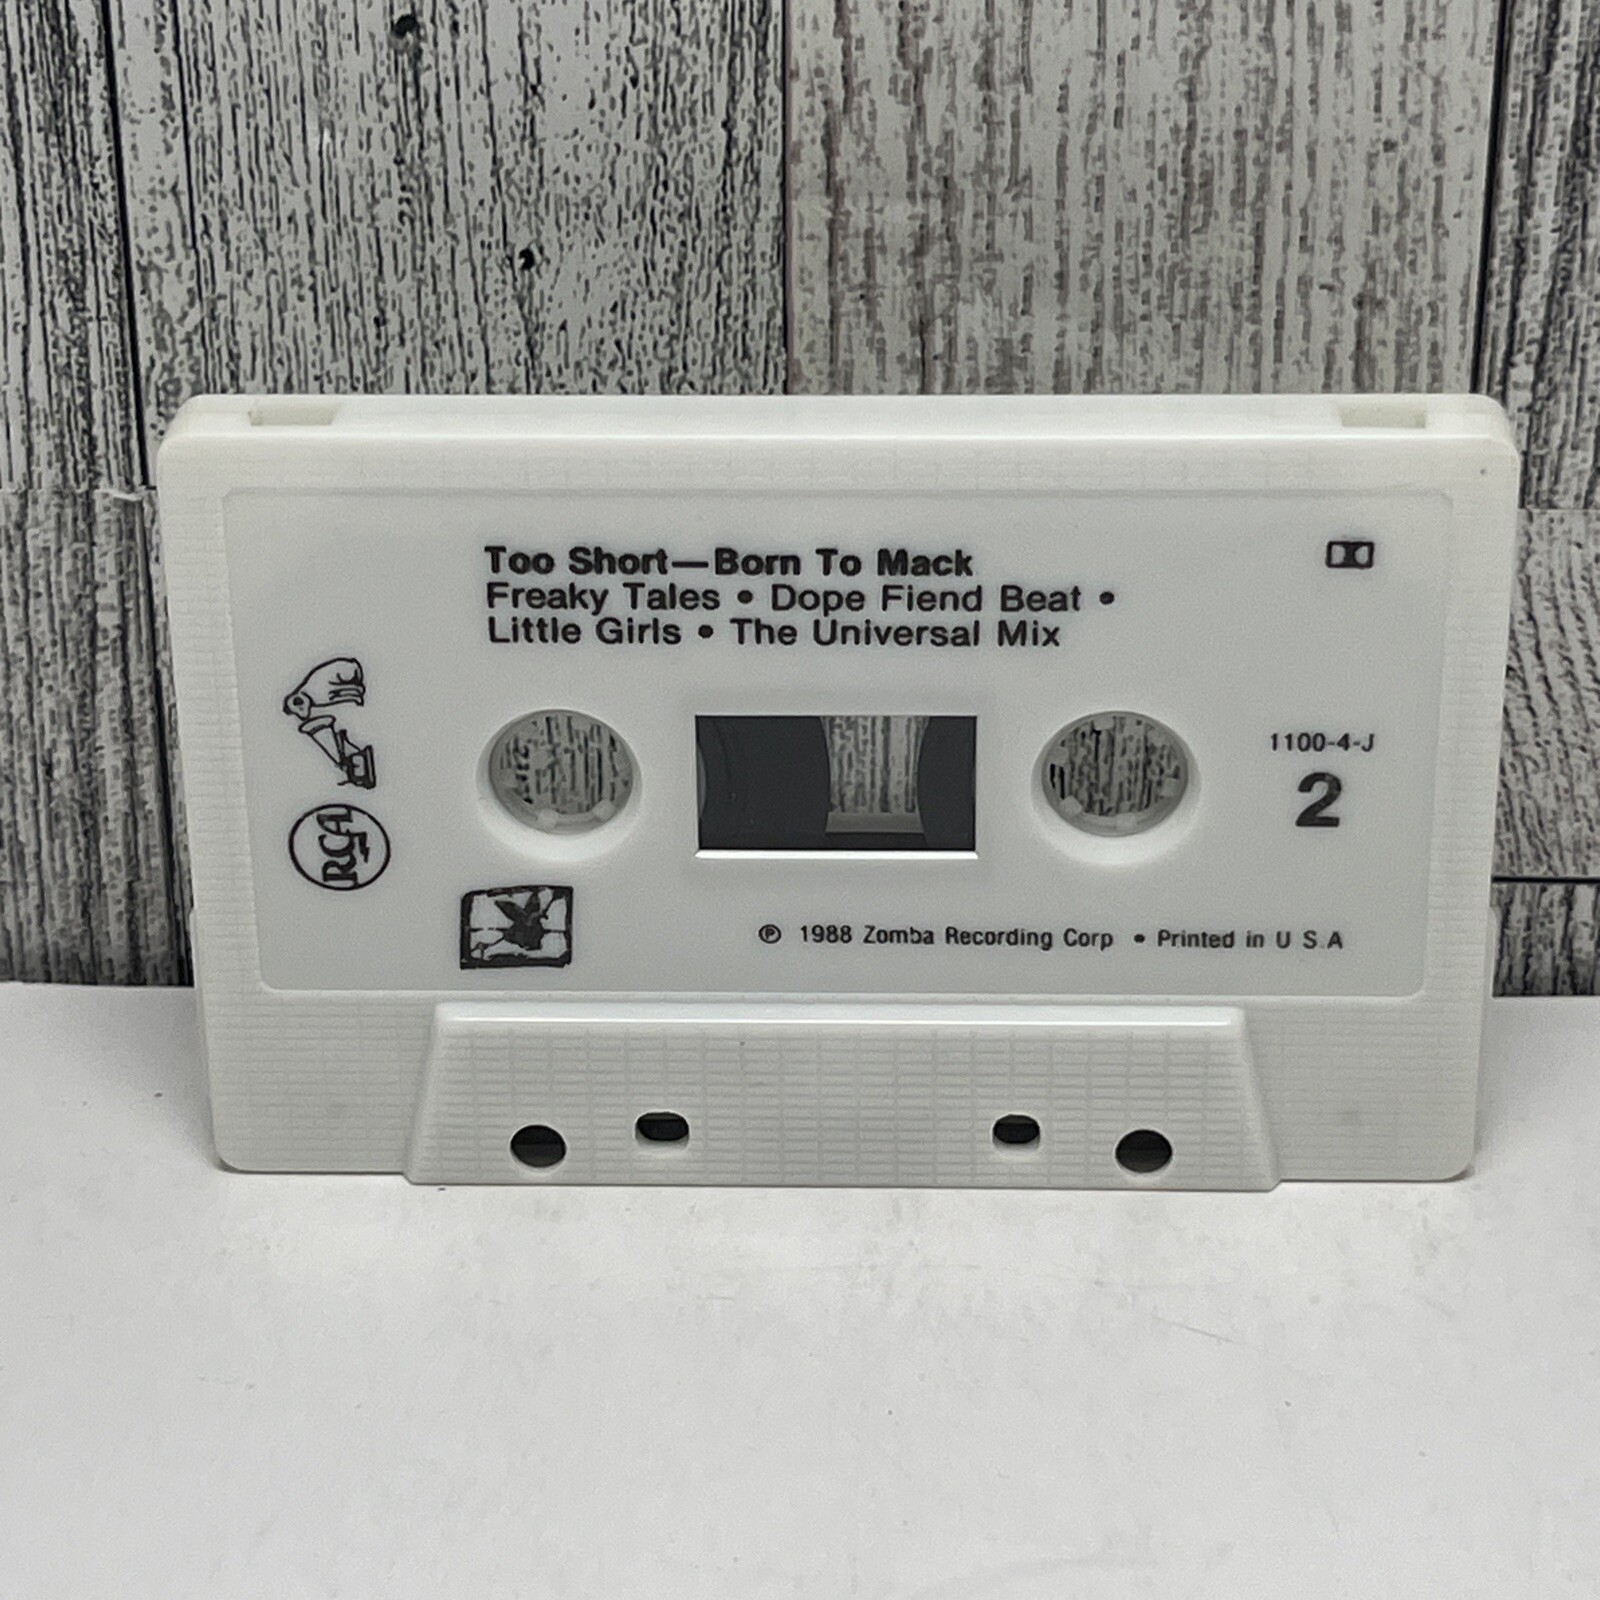 Too Short—Born To Mack
Freaky Tales • Dope Fiend Beat •
Little Girls • The Universal Mix
1100-4-J
2
RCA
℗ 1988 Zomba Recording Corp • Printed in U S.A